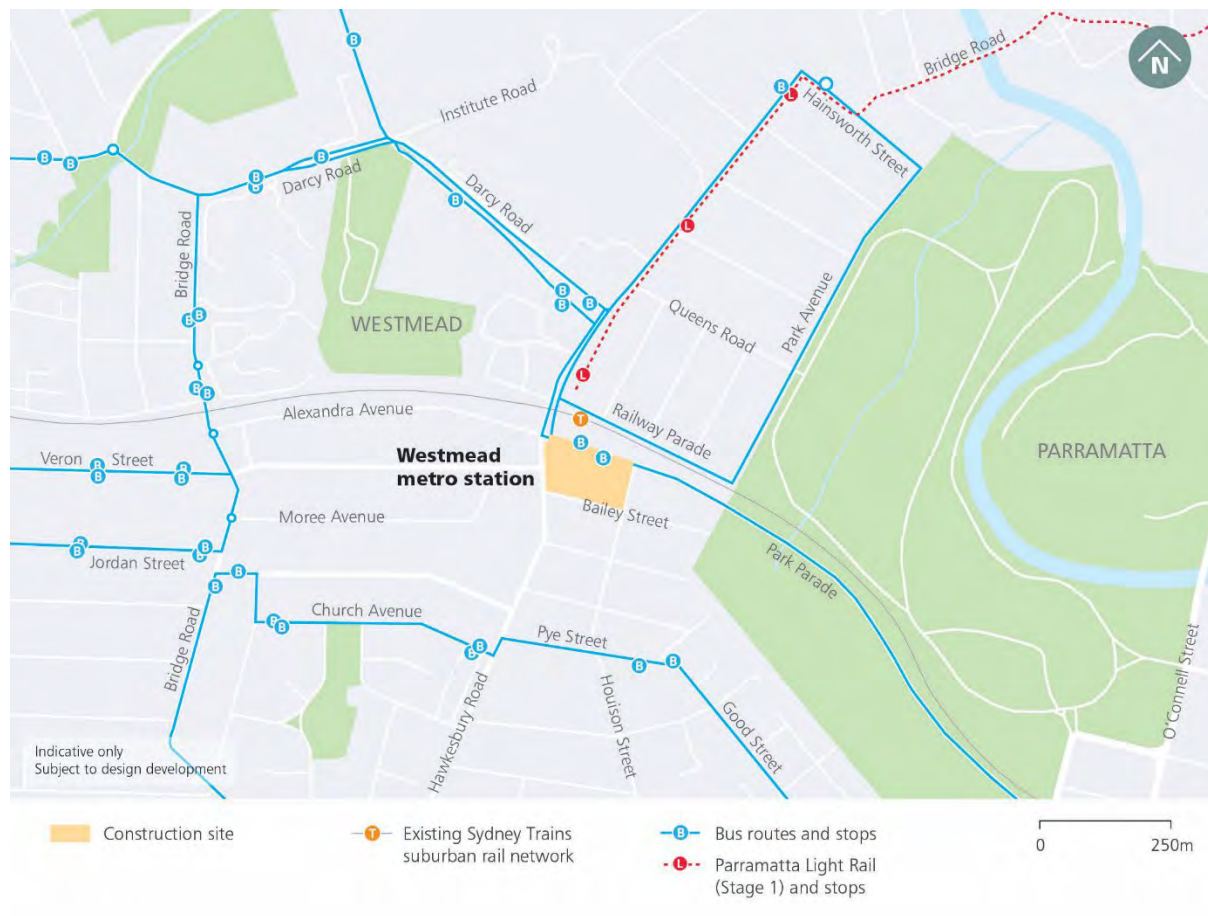 N
Bridge Road
B
B
L
Hainsworth Street
Institute Road
B
B
B
B
B
Darcy Road
B
Darcy Road
B
L
Bridge Road
WESTMEAD
B
B
B
B
B
Queens Road
Park Avenue
L
B
B
Alexandra Avenue
Railway Parade
T
Westmead
metro station
B
B
PARRAMATTA
Veron
Street
B
B
B
B
Bailey Street
Moree Avenue
B
B
B
B
Jordan Street
Park Parade
B
B
Bridge Road
Church Avenue
B
B
B
B
Pye Street
B
B
Hawkesbury Road
Houison Street
Good Street
O'Connell Street
Indicative only
Subject to design development
Construction site
T
Existing Sydney Trains
suburban rail network
B
Bus routes and stops
L
Parramatta Light Rail
(Stage 1) and stops
0
250m